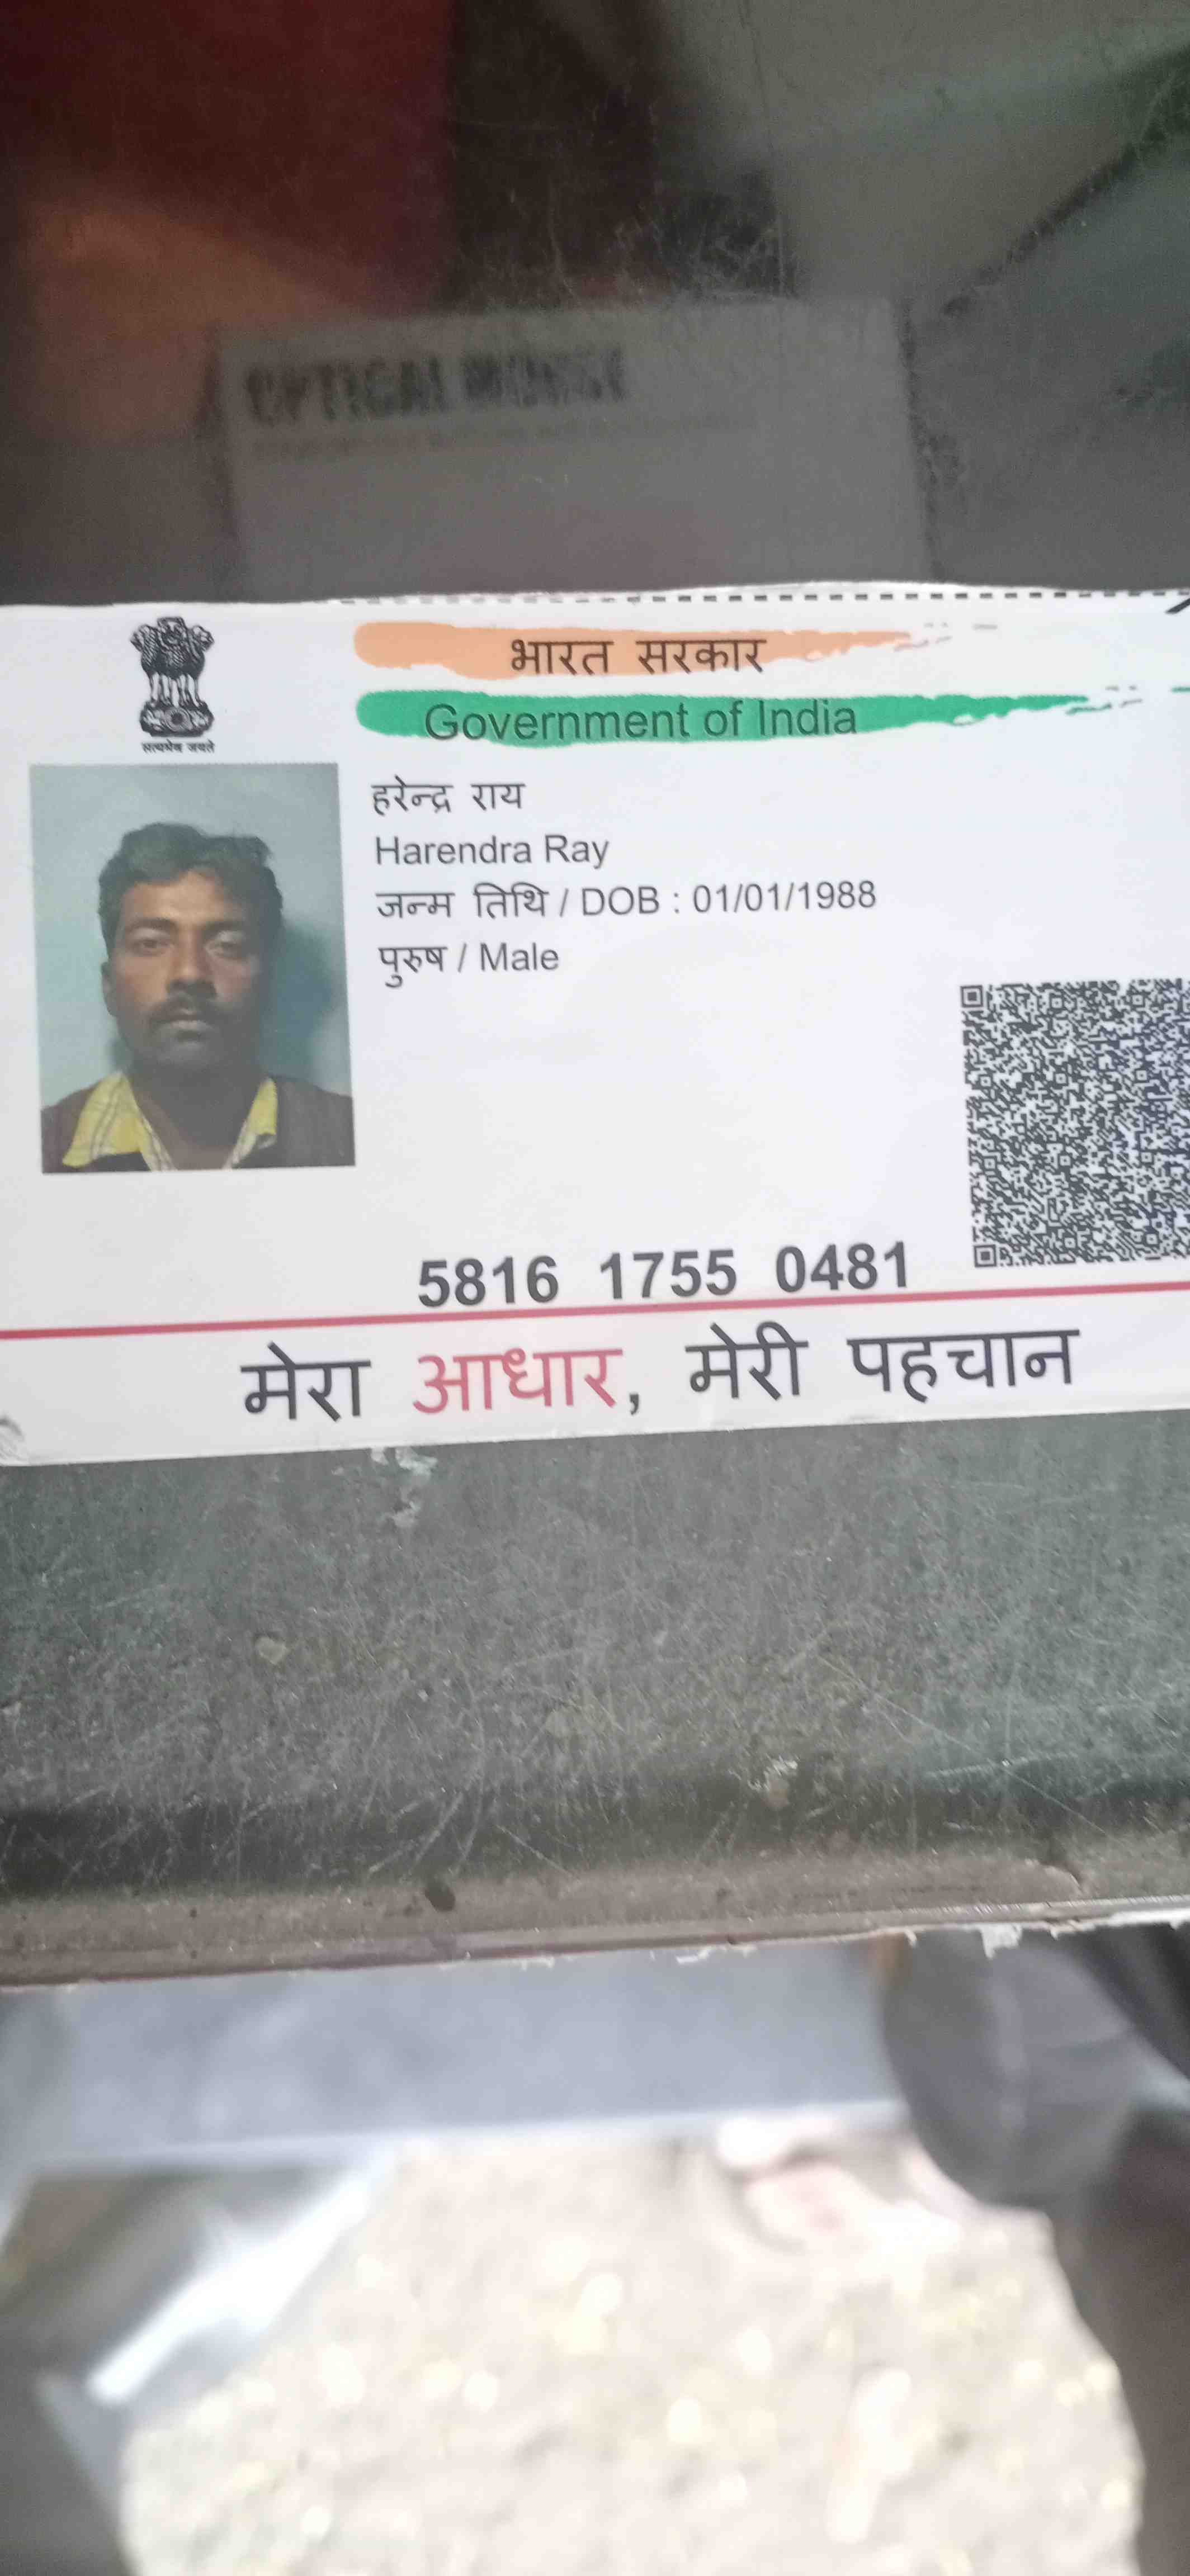 OPTICAL MOUSE
भारत सरकार
Government of India
सत्यमेव जयते
हरेन्द्र राय
Harendra Ray
जन्म तिथि / DOB : 01/01/1988
पुरुष / Male
5816 1755 0481
मेरा आधार, मेरी पहचान